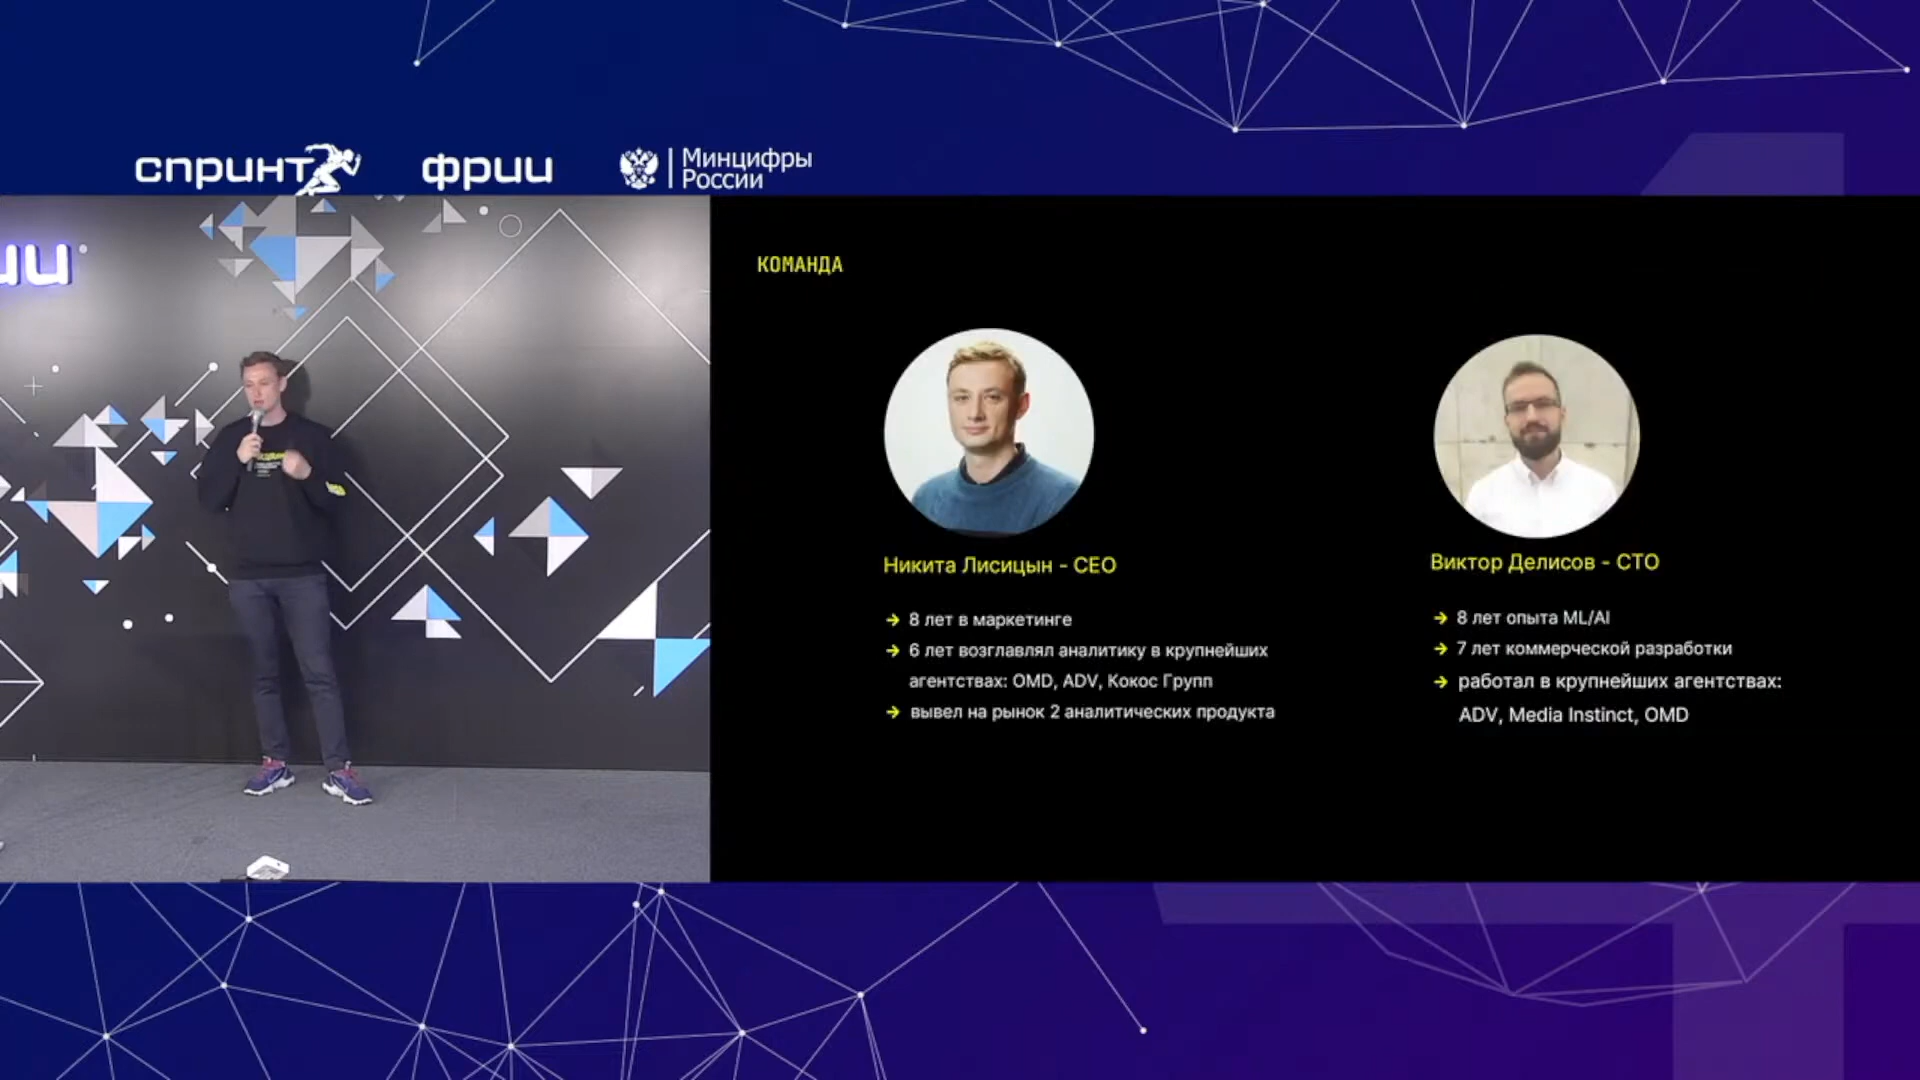 спринт
фрии
Минцифры
России
КОМАНДА
Никита Лисицын - CEO
→ 8 лет в маркетинге
→ 6 лет возглавлял аналитику в крупнейших
агентствах: OMD, ADV, Кокос Групп
→ вывел на рынок 2 аналитических продукта
Виктор Делисов - CTO
→ 8 лет опыта ML/AI
→ 7 лет коммерческой разработки
→ работал в крупнейших агентствах:
ADV, Media Instinct, OMD